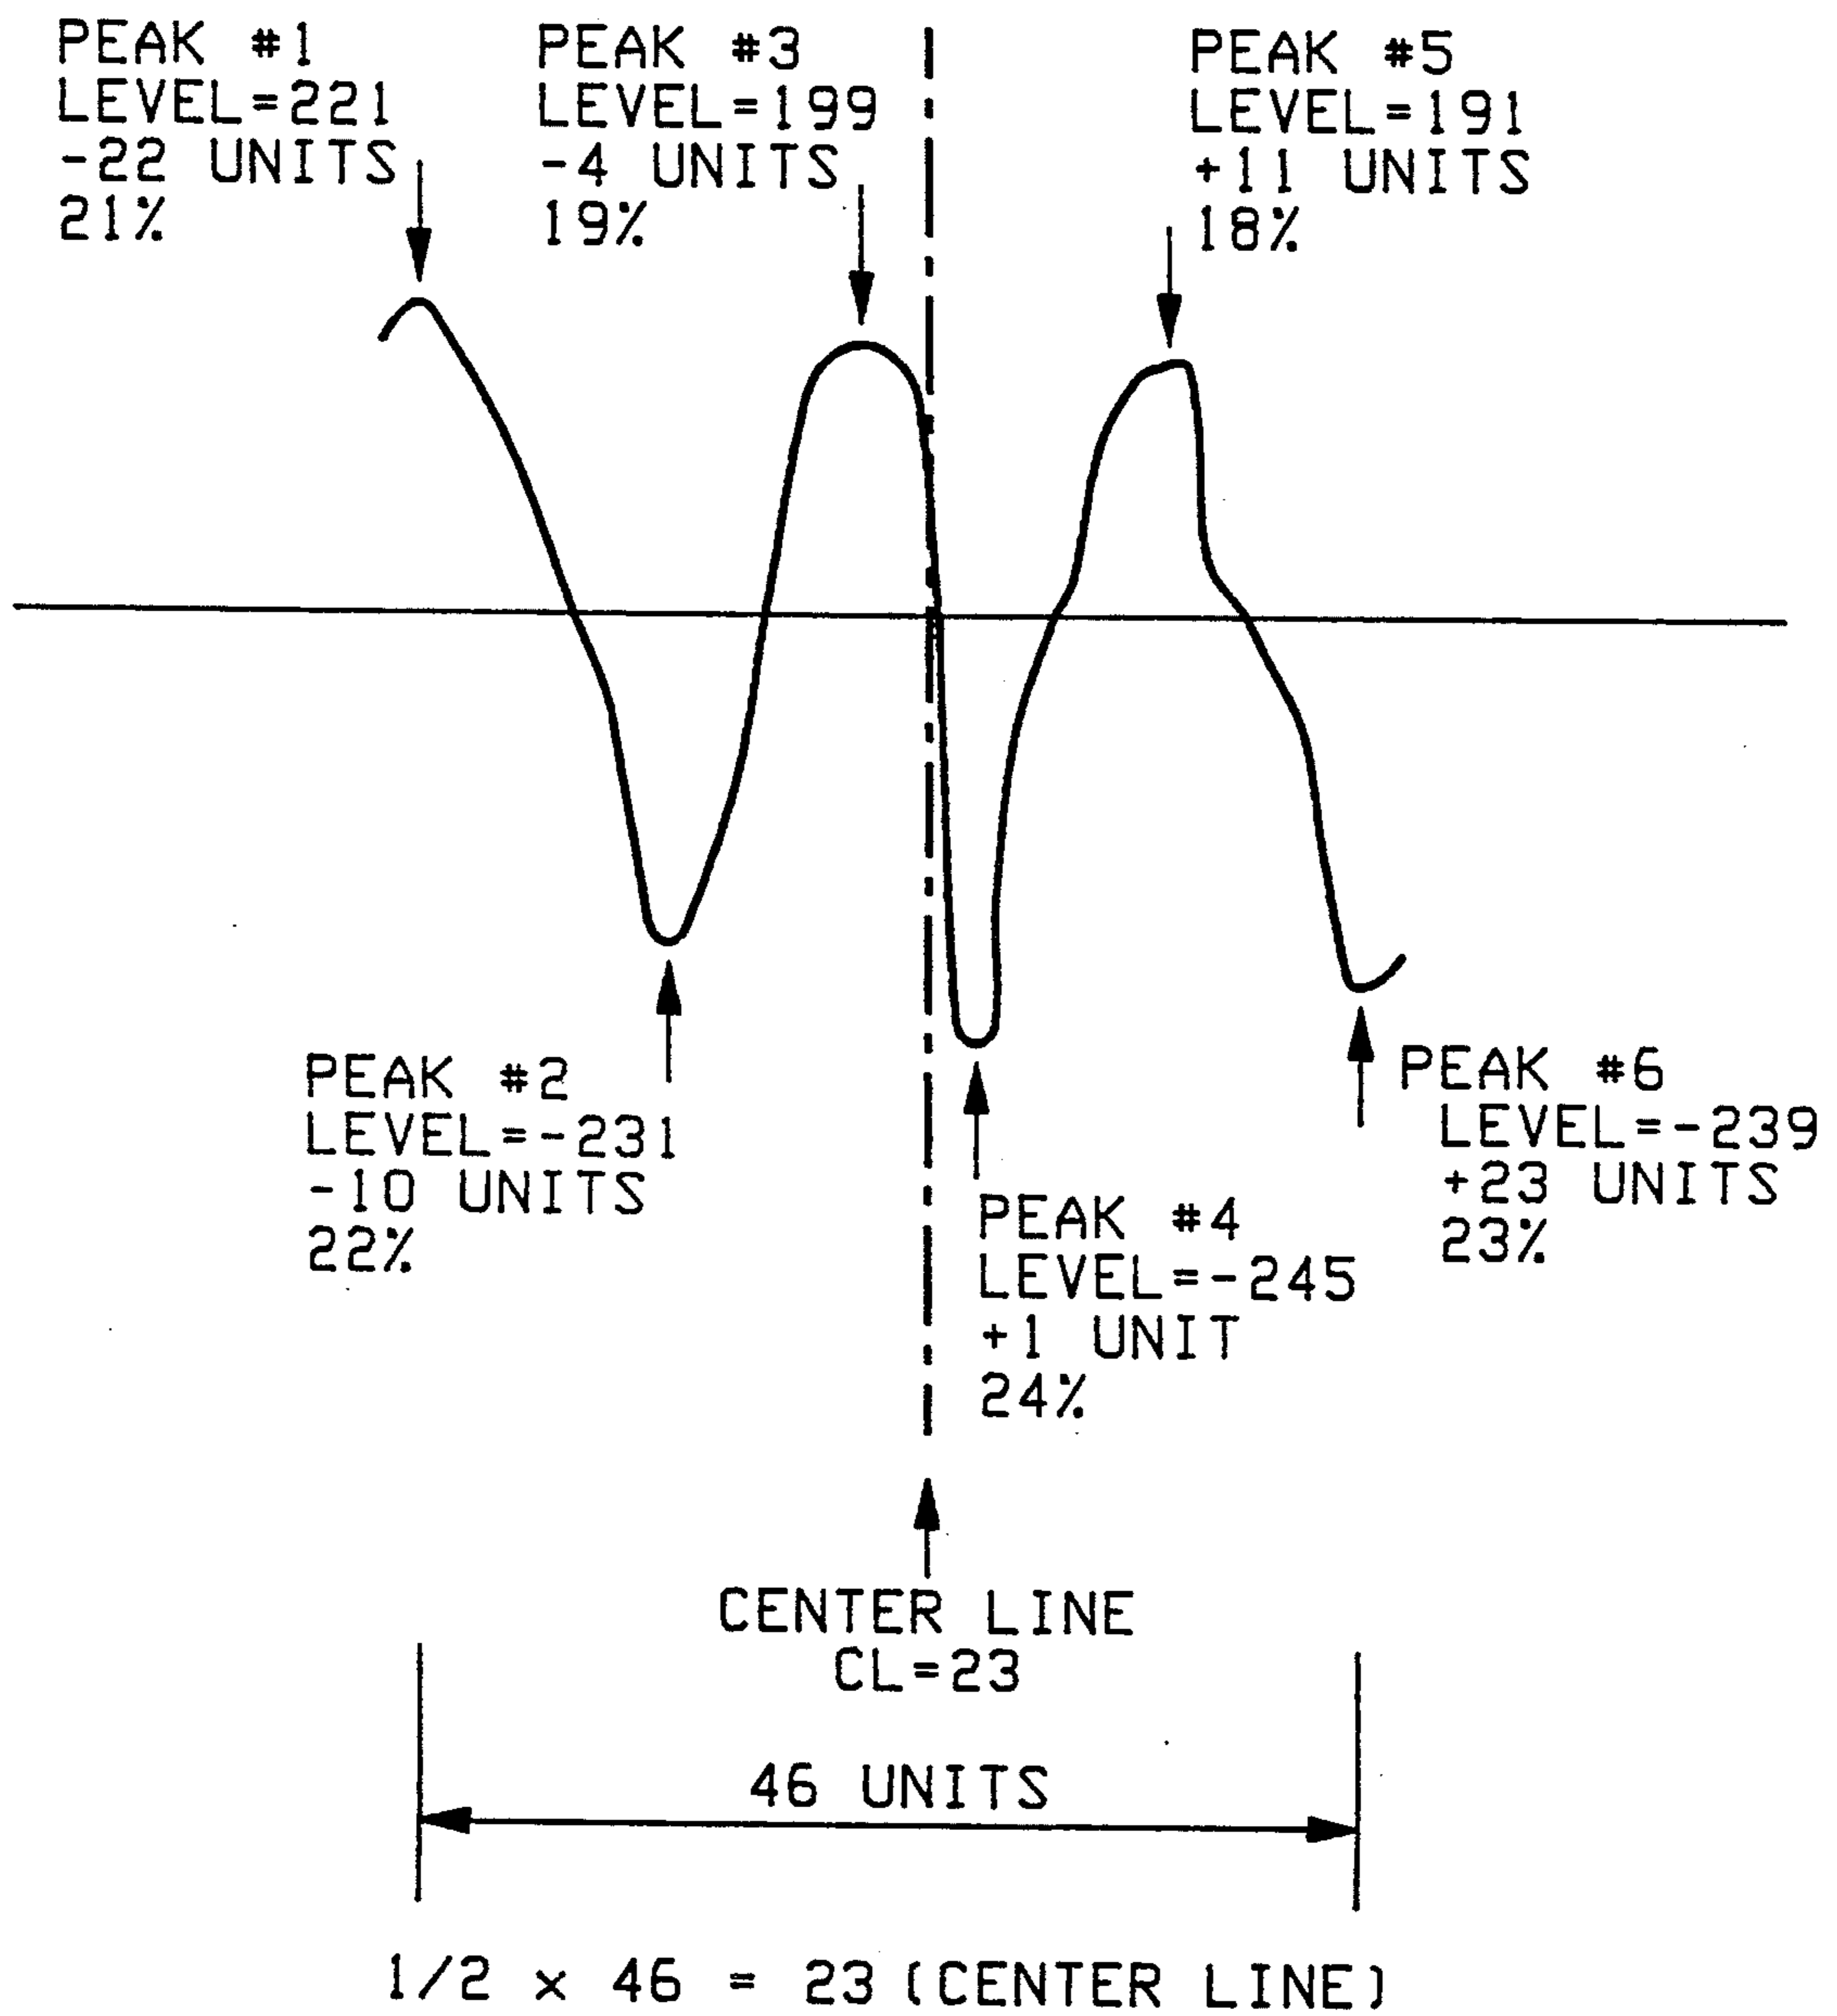 PEAK #1
LEVEL=221
-22 UNITS
21%
PEAK #3
LEVEL=199
-4 UNITS
19%
PEAK #5
LEVEL=191
+11 UNITS
18%
PEAK #2
LEVEL=-231
-10 UNITS
22%
PEAK #4
LEVEL=-245
+1 UNIT
24%
PEAK #6
LEVEL=-239
+23 UNITS
23%
CENTER LINE
CL=23
46 UNITS
1/2 x 46 = 23 (CENTER LINE)